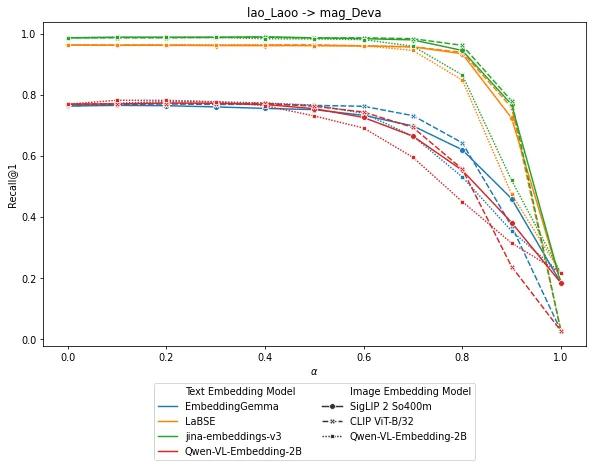 lao_Laoo -> mag_Deva
1.0
0.8
0.6
0.4
0.2
0.0
Recall@1
0.0 0.2 0.4 0.6 0.8 1.0
α
Text Embedding Model Image Embedding Model
EmbeddingGemma SigLIP 2 So400m
LaBSE CLIP ViT-B/32
jina-embeddings-v3 Qwen-VL-Embedding-2B
Qwen-VL-Embedding-2B